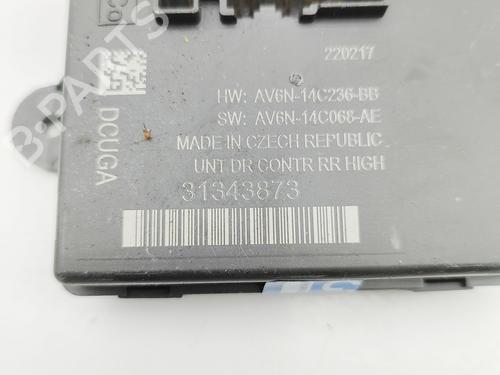 Co
220217
HW: AV6N-14C236-BB
SW: AV6N-14C068-AE
MADE IN CZECH REPUBLIC
UNT DR CONTR RR HIGH
31343873
DCUGA
B-PARTS